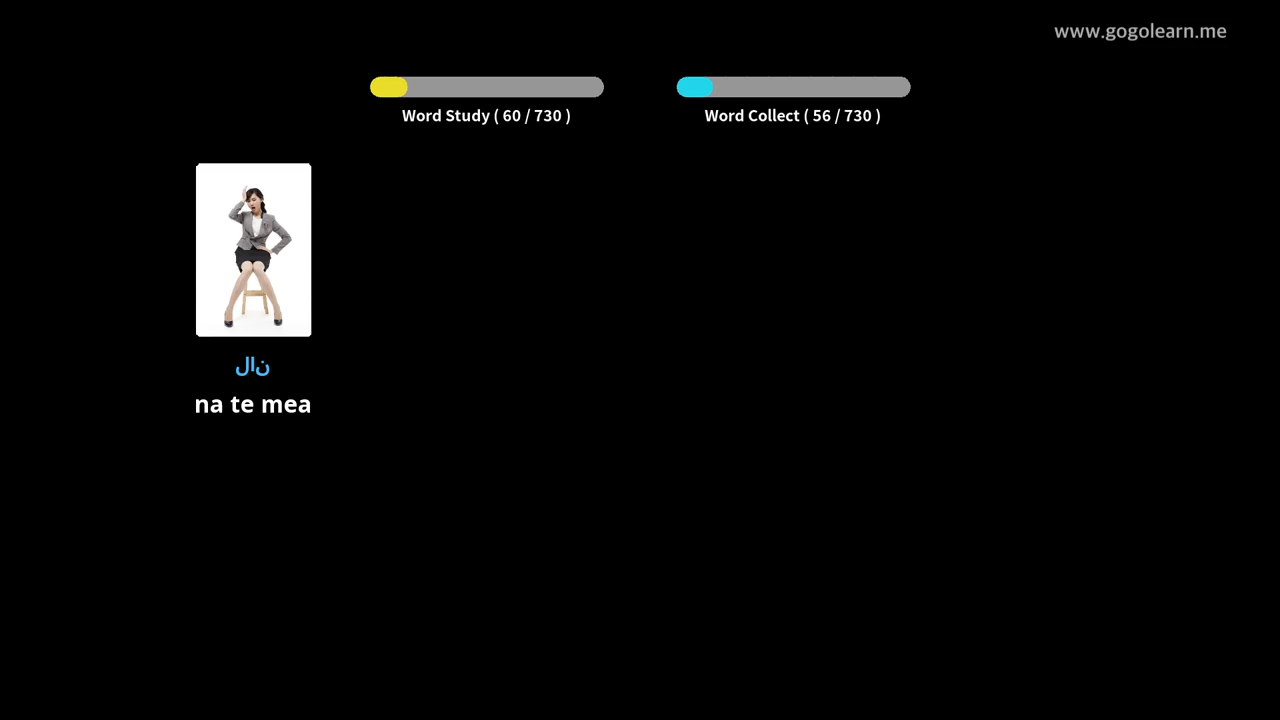 www.gogolearn.me
Word Study ( 60 / 730 )
Word Collect ( 56 / 730 )
نال
na te mea